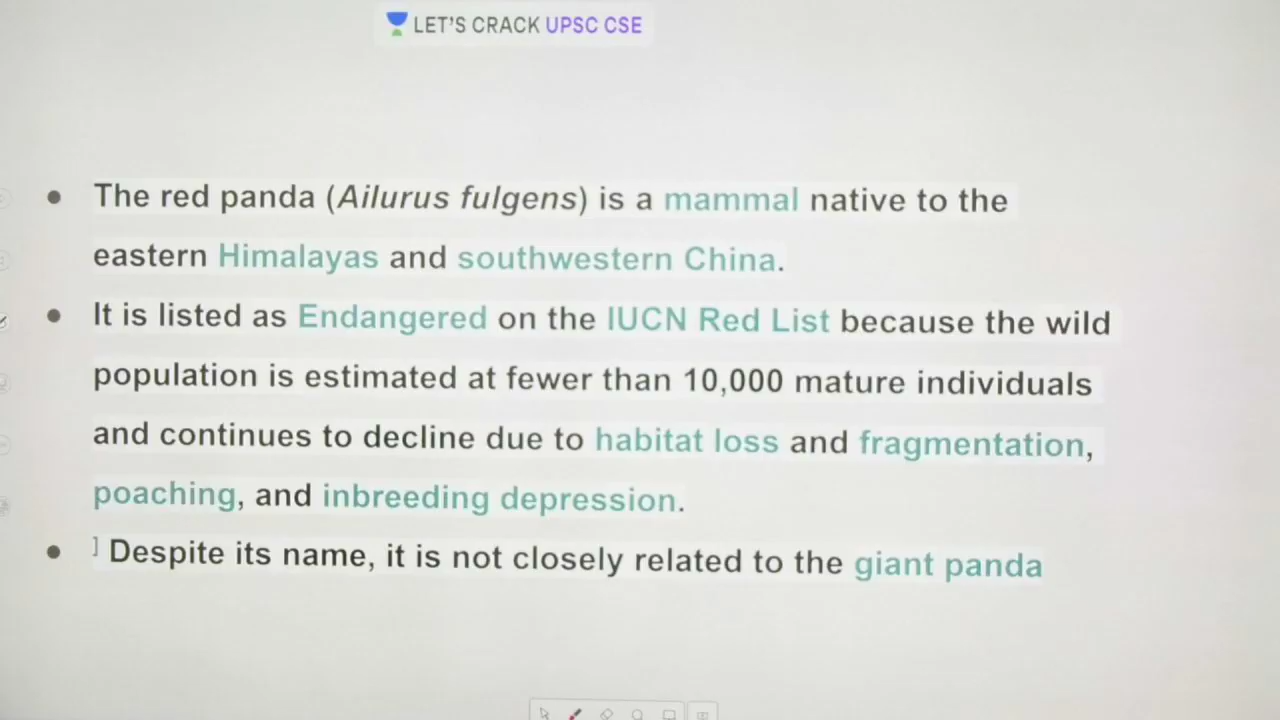 LET'S CRACK UPSC CSE
The red panda (Ailurus fulgens) is a mammal native to the
eastern Himalayas and southwestern China.
It is listed as Endangered on the IUCN Red List because the wild
population is estimated at fewer than 10,000 mature individuals
and continues to decline due to habitat loss and fragmentation,
poaching, and inbreeding depression.
] Despite its name, it is not closely related to the giant panda